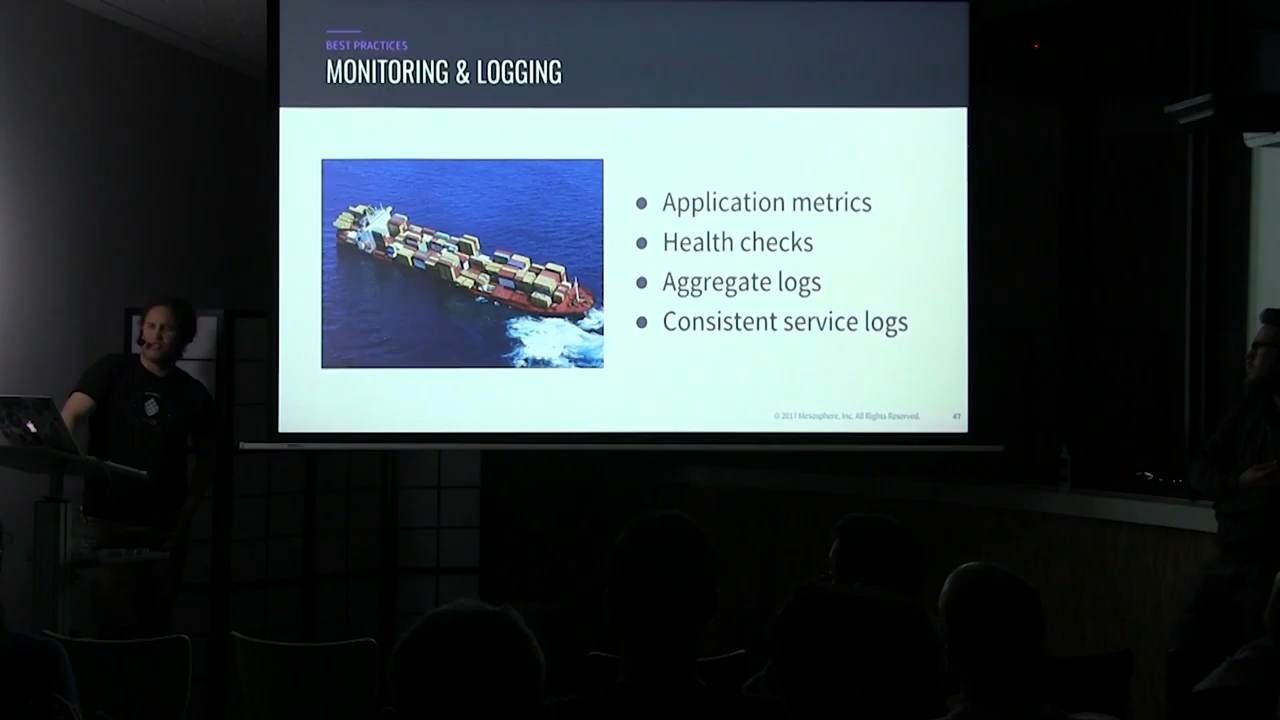 BEST PRACTICES
MONITORING & LOGGING
● Application metrics
● Health checks
● Aggregate logs
● Consistent service logs
© 2017 Mesosphere, Inc. All Rights Reserved.
47